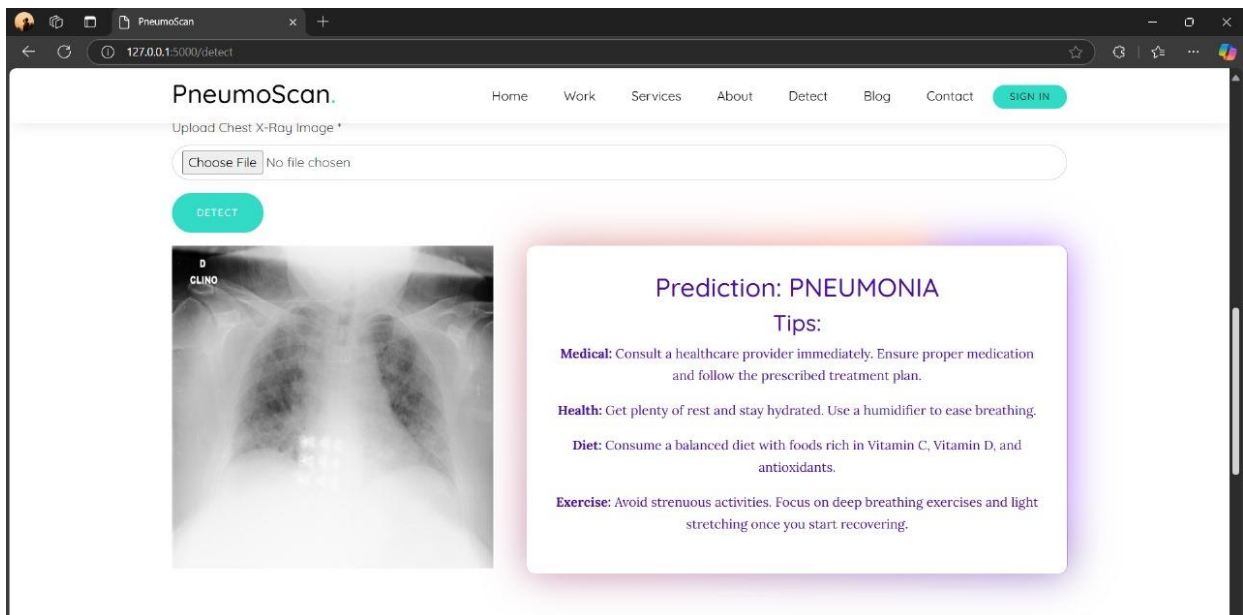 PneumoScan
127.0.0.1:5000/detect
PneumoScan.
Home Work Services About Detect Blog Contact SIGN IN
Upload Chest X-Ray Image *
Choose File No file chosen
DETECT
D
CLINO
Prediction: PNEUMONIA
Tips:
Medical: Consult a healthcare provider immediately. Ensure proper medication
and follow the prescribed treatment plan.
Health: Get plenty of rest and stay hydrated. Use a humidifier to ease breathing.
Diet: Consume a balanced diet with foods rich in Vitamin C, Vitamin D, and
antioxidants.
Exercise: Avoid strenuous activities. Focus on deep breathing exercises and light
stretching once you start recovering.